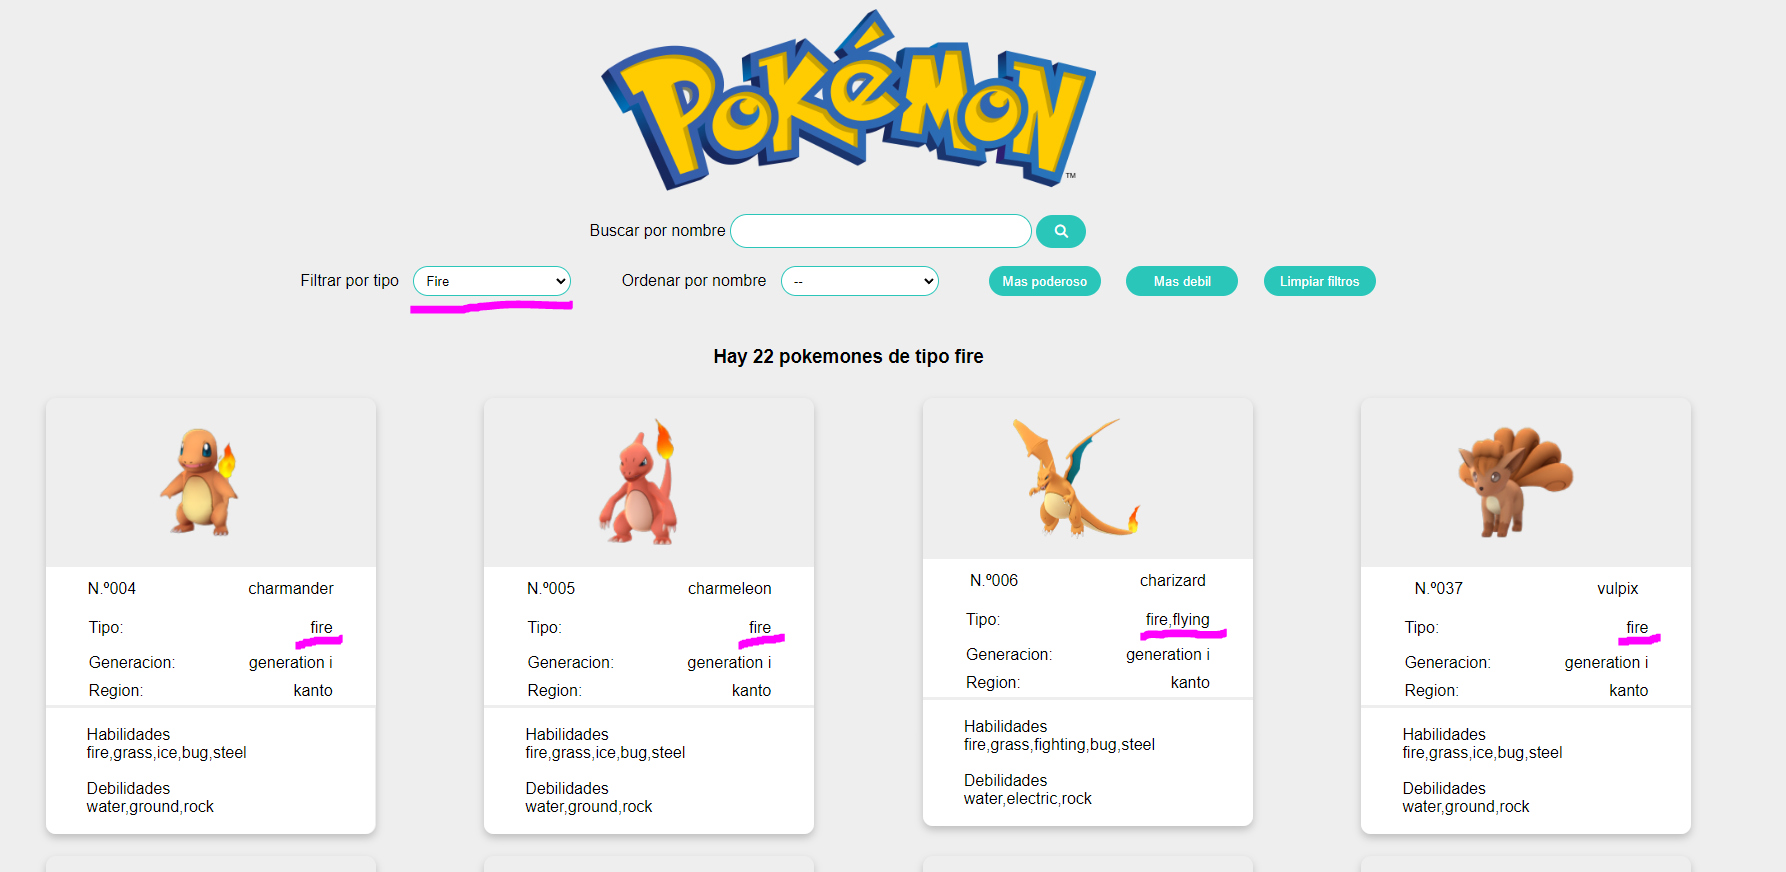 POKéMON
TM
Buscar por nombre
Filtrar por tipo Fire Ordenar por nombre -- Mas poderoso Mas debil Limpiar filtros
Hay 22 pokemones de tipo fire
N.º004 charmander
Tipo: fire
Generacion: generation i
Region: kanto
Habilidades
fire,grass,ice,bug,steel
Debilidades
water,ground,rock
N.º005 charmeleon
Tipo: fire
Generacion: generation i
Region: kanto
Habilidades
fire,grass,ice,bug,steel
Debilidades
water,ground,rock
N.º006 charizard
Tipo: fire,flying
Generacion: generation i
Region: kanto
Habilidades
fire,grass,fighting,bug,steel
Debilidades
water,electric,rock
N.º037 vulpix
Tipo: fire
Generacion: generation i
Region: kanto
Habilidades
fire,grass,ice,bug,steel
Debilidades
water,ground,rock